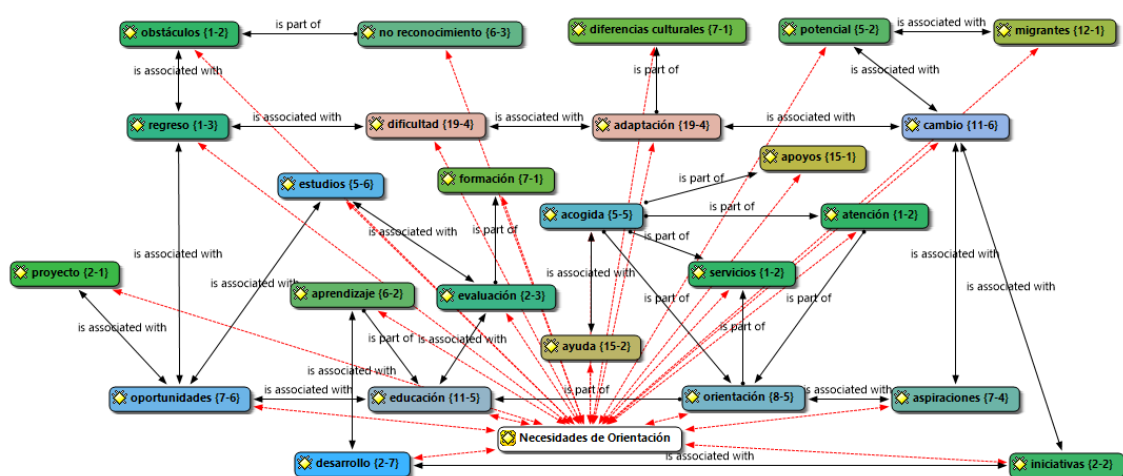 obstáculos {1-2}
is part of
no reconocimiento {6-3}
diferencias culturales {7-1}
potencial {5-2}
is associated with
migrantes {12-1}
is associated with
is part of
is associated with
regreso {1-3}
is associated with
dificultad {19-4}
is associated with
adaptación {19-4}
is associated with
cambio {11-6}
apoyos {15-1}
formación {7-1}
estudios {5-6}
is part of
acogida {5-5}
is part of
atención {1-2}
is associated with
is part of
is part of
is associated with
is associated with
is associated with
proyecto {2-1}
servicios {1-2}
aprendizaje {6-2}
evaluación {2-3}
is part of
is part of
is associated with
is part of
is associated with
is part of
ayuda {15-2}
is associated with
oportunidades {7-6}
is associated with
educación {11-5}
is part of
orientación {8-5}
is associated with
aspiraciones {7-4}
Necesidades de Orientación
desarrollo {2-7}
is associated with
iniciativas {2-2}